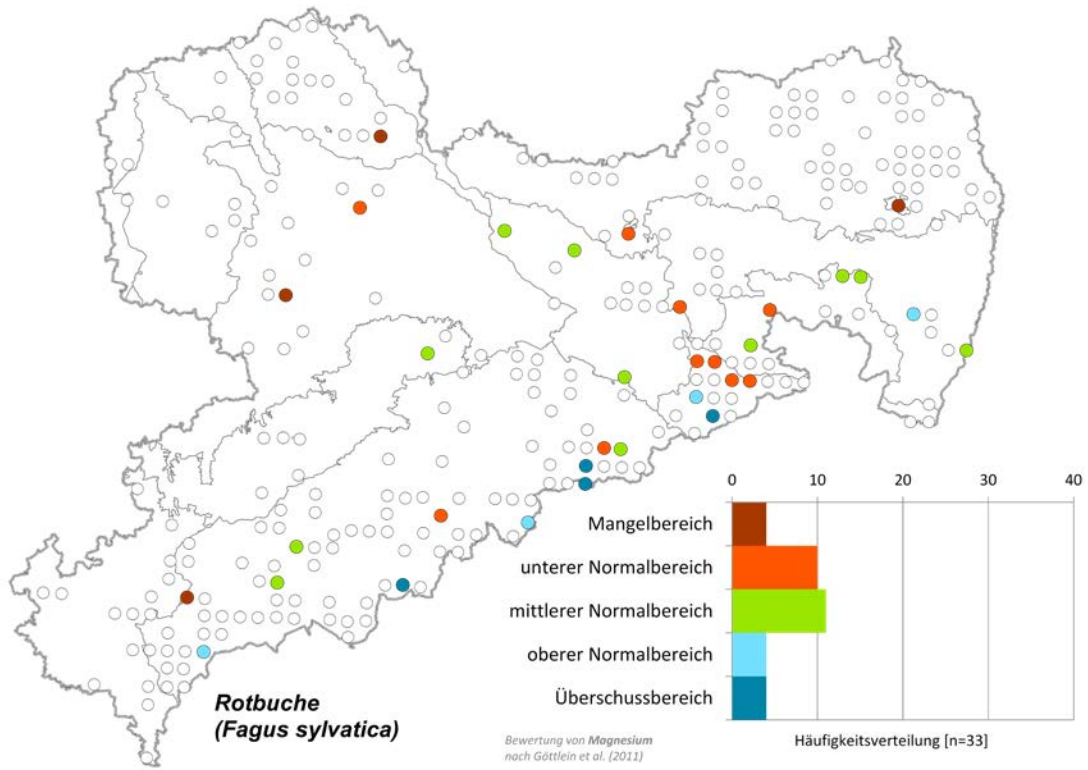 0 10 20 30 40
Mangelbereich
unterer Normalbereich
mittlerer Normalbereich
oberer Normalbereich
Überschussbereich
Rotbuche
(Fagus sylvatica)
Bewertung von Magnesium
nach Göttlein et al. (2011)
Häufigkeitsverteilung [n=33]